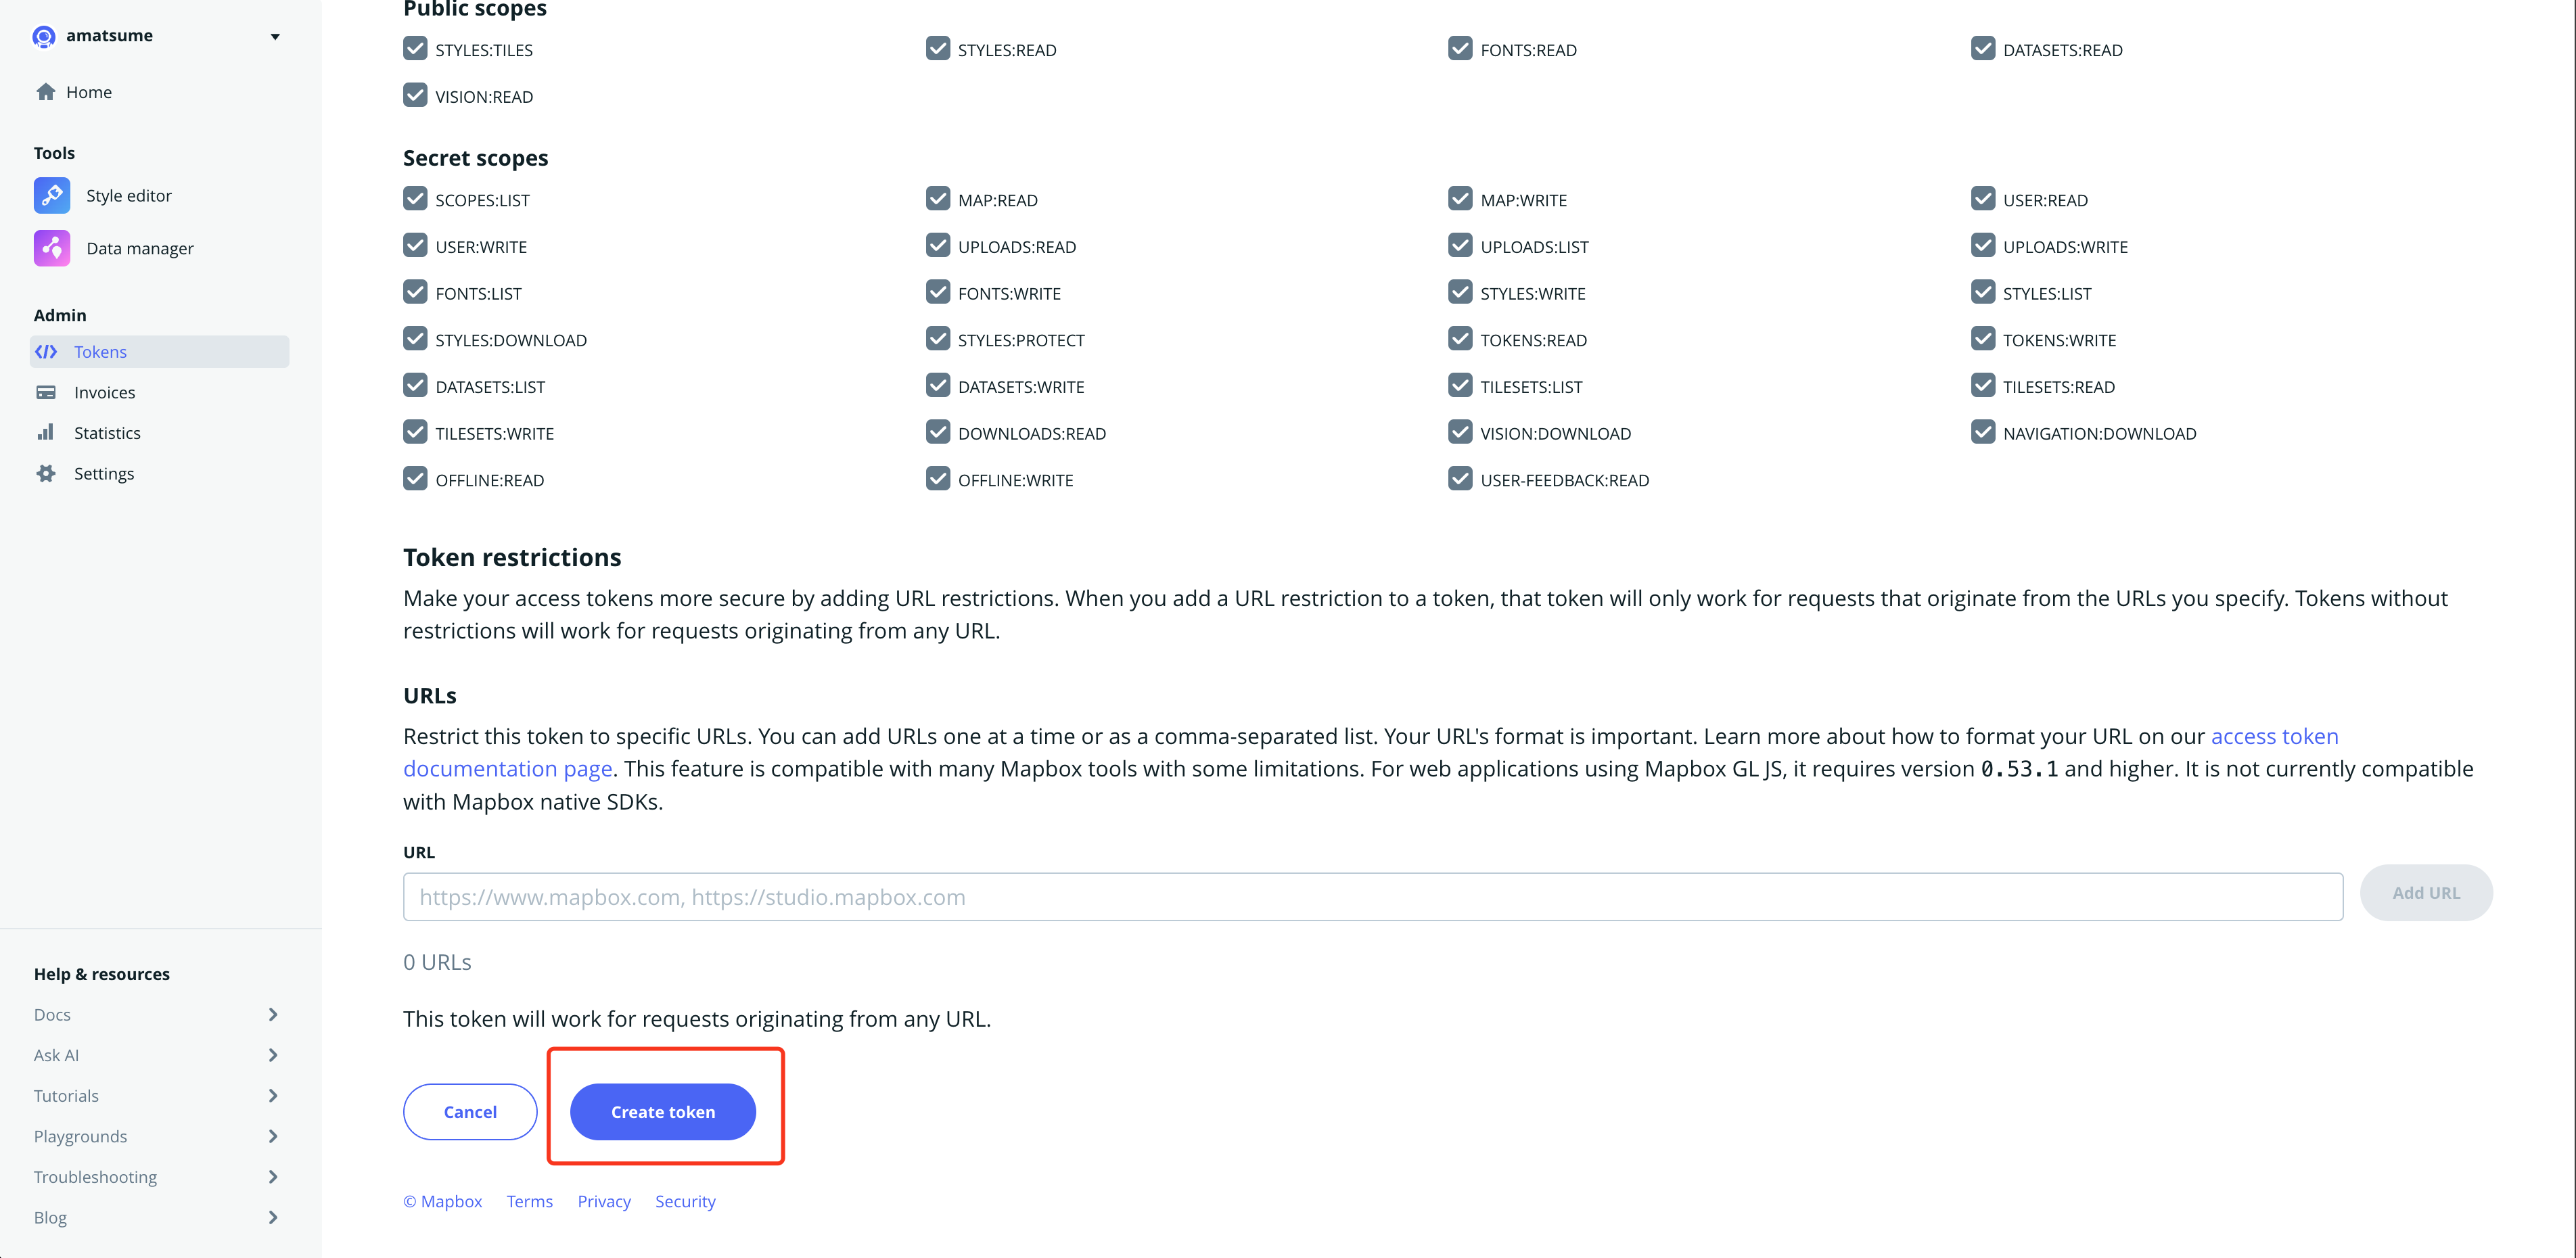 amatsume
Home
Tools
Style editor
Data manager
Admin
Tokens
Invoices
Statistics
Settings
Help & resources
Docs
Ask AI
Tutorials
Playgrounds
Troubleshooting
Blog
Public scopes
STYLES:TILES STYLES:READ FONTS:READ DATASETS:READ
VISION:READ
Secret scopes
SCOPES:LIST MAP:READ MAP:WRITE USER:READ
USER:WRITE UPLOADS:READ UPLOADS:LIST UPLOADS:WRITE
FONTS:LIST FONTS:WRITE STYLES:WRITE STYLES:LIST
STYLES:DOWNLOAD STYLES:PROTECT TOKENS:READ TOKENS:WRITE
DATASETS:LIST DATASETS:WRITE TILESETS:LIST TILESETS:READ
TILESETS:WRITE DOWNLOADS:READ VISION:DOWNLOAD NAVIGATION:DOWNLOAD
OFFLINE:READ OFFLINE:WRITE USER-FEEDBACK:READ
Token restrictions
Make your access tokens more secure by adding URL restrictions. When you add a URL restriction to a token, that token will only work for requests that originate from the URLs you specify. Tokens without
restrictions will work for requests originating from any URL.
URLs
Restrict this token to specific URLs. You can add URLs one at a time or as a comma-separated list. Your URL's format is important. Learn more about how to format your URL on our access token
documentation page. This feature is compatible with many Mapbox tools with some limitations. For web applications using Mapbox GL JS, it requires version 0.53.1 and higher. It is not currently compatible
with Mapbox native SDKs.
URL
https://www.mapbox.com, https://studio.mapbox.com
Add URL
0 URLs
This token will work for requests originating from any URL.
Cancel Create token
© Mapbox Terms Privacy Security